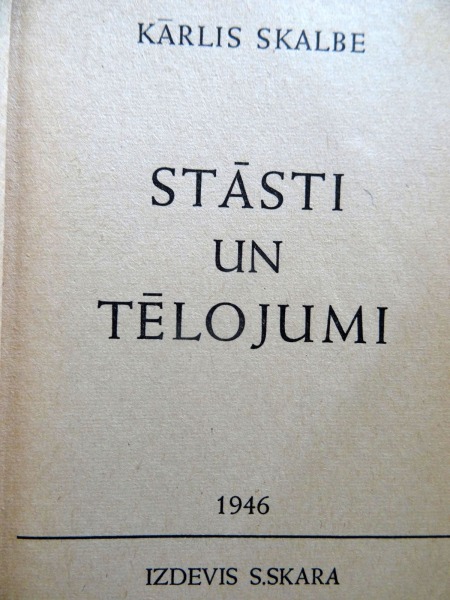 KĀRLIS SKALBE
STĀSTI
UN
TĒLOJUMI
1946
IZDEVIS S.SKARA